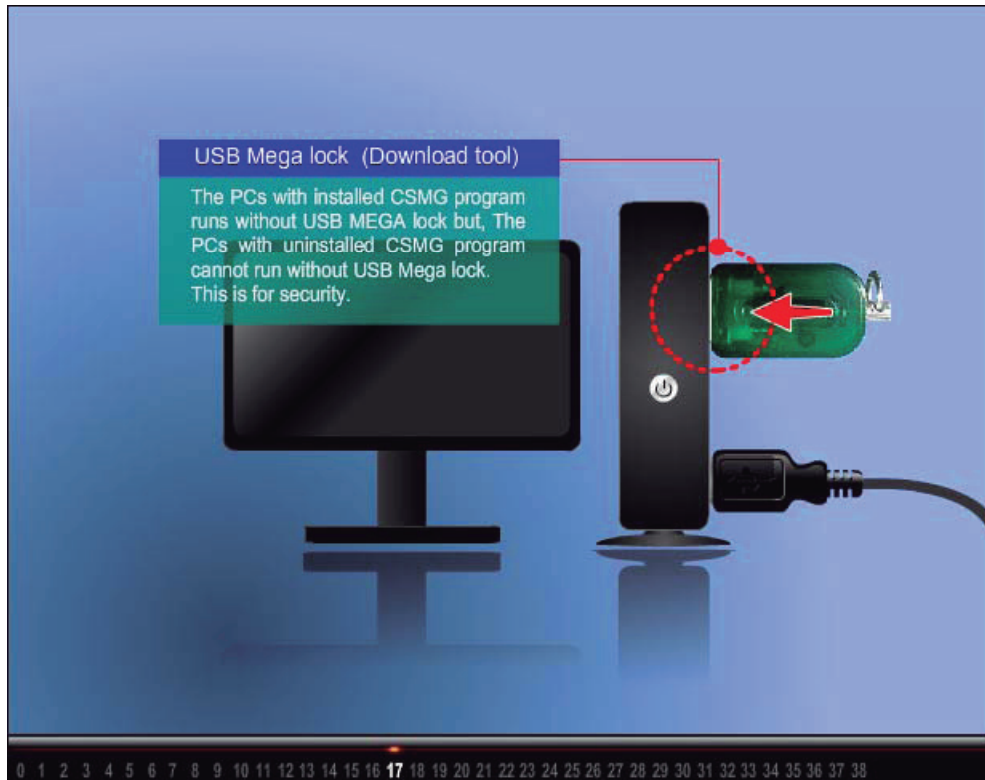 USB Mega lock (Download tool)
The PCs with installed CSMG program
runs without USB MEGA lock but, The
PCs with uninstalled CSMG program
cannot run without USB Mega lock.
This is for security.
0 1 2 3 4 5 6 7 8 9 10 11 12 13 14 15 16 17 18 19 20 21 22 23 24 25 26 27 28 29 30 31 32 33 34 35 36 37 38